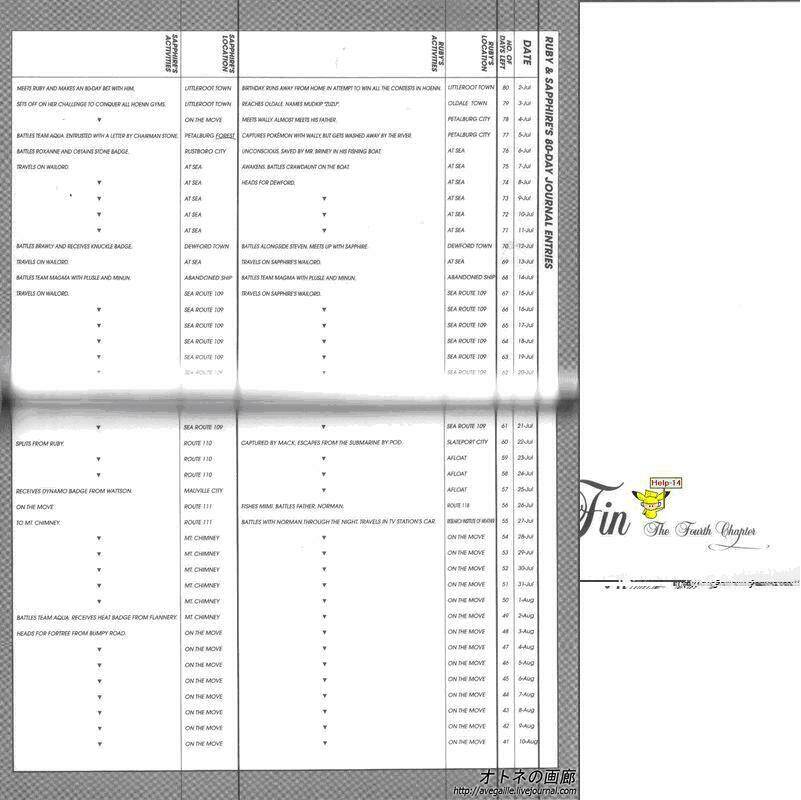 RUBY & SAPPHIRE'S 80-DAY JOURNAL ENTRIES
SAPPHIRE'S ACTIVITIES SAPPHIRE'S LOCATION RUBY'S ACTIVITIES RUBY'S LOCATION NO. OF DAYS LEFT DATE
MEETS RUBY AND MAKES AN 80-DAY BET WITH HIM. LITTLEROOT TOWN BIRTHDAY. RUNS AWAY FROM HOME IN ATTEMPT TO WIN ALL THE CONTESTS IN HOENN. LITTLEROOT TOWN 80 2-Jul
SETS OFF ON HER CHALLENGE TO CONQUER ALL HOENN GYMS. LITTLEROOT TOWN REACHES OLDALE. NAMES MUDKIP "ZUZU". OLDALE TOWN 79 3-Jul
▼ ON THE MOVE MEETS WALLY. ALMOST MEETS HIS FATHER. PETALBURG CITY 78 4-Jul
BATTLES TEAM AQUA. ENTRUSTED WITH A LETTER BY CHAIRMAN STONE. PETALBURG FOREST CAPTURES POKÉMON WITH WALLY, BUT GETS WASHED AWAY BY THE RIVER. PETALBURG CITY 77 5-Jul
BATTLES ROXANNE AND OBTAINS STONE BADGE. RUSTBORO CITY UNCONSCIOUS. SAVED BY MR. BRINEY IN HIS FISHING BOAT. AT SEA 76 6-Jul
TRAVELS ON WAILORD. AT SEA AWAKENS. BATTLES CRAWDAUNT ON THE BOAT. AT SEA 75 7-Jul
▼ AT SEA HEADS FOR DEWFORD. AT SEA 74 8-Jul
▼ AT SEA ▼ AT SEA 73 9-Jul
▼ AT SEA ▼ AT SEA 72 10-Jul
▼ AT SEA ▼ AT SEA 71 11-Jul
BATTLES BRAWLY AND RECEIVES KNUCKLE BADGE. DEWFORD TOWN BATTLES ALONGSIDE STEVEN. MEETS UP WITH SAPPHIRE. DEWFORD TOWN 70 12-Jul
TRAVELS ON WAILORD. AT SEA TRAVELS ON SAPPHIRE'S WAILORD. AT SEA 69 13-Jul
BATTLES TEAM MAGMA WITH PLUSLE AND MINUN. ABANDONED SHIP BATTLES TEAM MAGMA WITH PLUSLE AND MINUN. ABANDONED SHIP 68 14-Jul
TRAVELS ON WAILORD. SEA ROUTE 109 TRAVELS ON SAPPHIRE'S WAILORD. SEA ROUTE 109 67 15-Jul
▼ SEA ROUTE 109 ▼ SEA ROUTE 109 66 16-Jul
▼ SEA ROUTE 109 ▼ SEA ROUTE 109 65 17-Jul
▼ SEA ROUTE 109 ▼ SEA ROUTE 109 64 18-Jul
▼ SEA ROUTE 109 ▼ SEA ROUTE 109 63 19-Jul
▼ SEA ROUTE 109 ▼ SEA ROUTE 109 62 20-Jul
▼ SEA ROUTE 109 ▼ SEA ROUTE 109 61 21-Jul
SPLITS FROM RUBY. ROUTE 110 CAPTURED BY MACK, ESCAPES FROM THE SUBMARINE BY POD. SLATEPORT CITY 60 22-Jul
▼ ROUTE 110 ▼ AFLOAT 59 23-Jul
▼ ROUTE 110 ▼ AFLOAT 58 24-Jul
RECEIVES DYNAMO BADGE FROM WATTSON. MAUVILLE CITY ▼ AFLOAT 57 25-Jul
ON THE MOVE ROUTE 111 FISHES MIMI. BATTLES FATHER, NORMAN. ROUTE 118 56 26-Jul
TO MT. CHIMNEY. ROUTE 111 BATTLES WITH NORMAN THROUGH THE NIGHT. TRAVELS IN TV STATION'S CAR. RESEARCH INSTITUTE OF WEATHER 55 27-Jul
▼ MT. CHIMNEY ▼ ON THE MOVE 54 28-Jul
▼ MT. CHIMNEY ▼ ON THE MOVE 53 29-Jul
▼ MT. CHIMNEY ▼ ON THE MOVE 52 30-Jul
▼ MT. CHIMNEY ▼ ON THE MOVE 51 31-Jul
▼ MT. CHIMNEY ▼ ON THE MOVE 50 1-Aug
BATTLES TEAM AQUA. RECEIVES HEAT BADGE FROM FLANNERY. MT. CHIMNEY ▼ ON THE MOVE 49 2-Aug
HEADS FOR FORTREE FROM BUMPY ROAD. ON THE MOVE ▼ ON THE MOVE 48 3-Aug
▼ ON THE MOVE ▼ ON THE MOVE 47 4-Aug
▼ ON THE MOVE ▼ ON THE MOVE 46 5-Aug
▼ ON THE MOVE ▼ ON THE MOVE 45 6-Aug
▼ ON THE MOVE ▼ ON THE MOVE 44 7-Aug
▼ ON THE MOVE ▼ ON THE MOVE 43 8-Aug
▼ ON THE MOVE ▼ ON THE MOVE 42 9-Aug
▼ ON THE MOVE ▼ ON THE MOVE 41 10-Aug
Help-14
Fin The Fourth Chapter
オトネの画廊
http://avegaille.livejournal.com